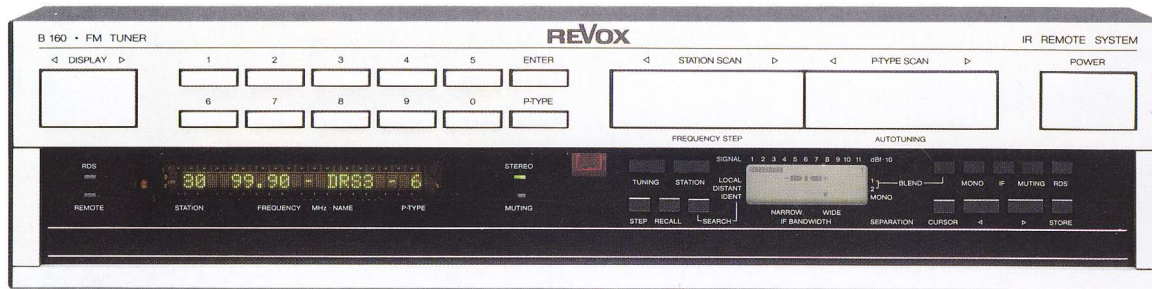 REVOX
B 160 • FM TUNER
IR REMOTE SYSTEM
◁ DISPLAY ▷
1 2 3 4 5 ENTER
◁ STATION SCAN ▷
◁ P-TYPE SCAN ▷
POWER
6 7 8 9 0 P-TYPE
FREQUENCY STEP
AUTOTUNING
RDS
STEREO
SIGNAL 1 2 3 4 5 6 7 8 9 10 11 dBf·10
30 99.90 - DRS3 - 6
TUNING STATION
LOCAL
DISTANT
IDENT
1
2
MONO
BLEND
MONO IF MUTING RDS
REMOTE
STATION FREQUENCY MHz · NAME P-TYPE
MUTING
NARROW WIDE
STEP RECALL SEARCH
IF BANDWIDTH
SEPARATION
CURSOR ◁ ▷ STORE